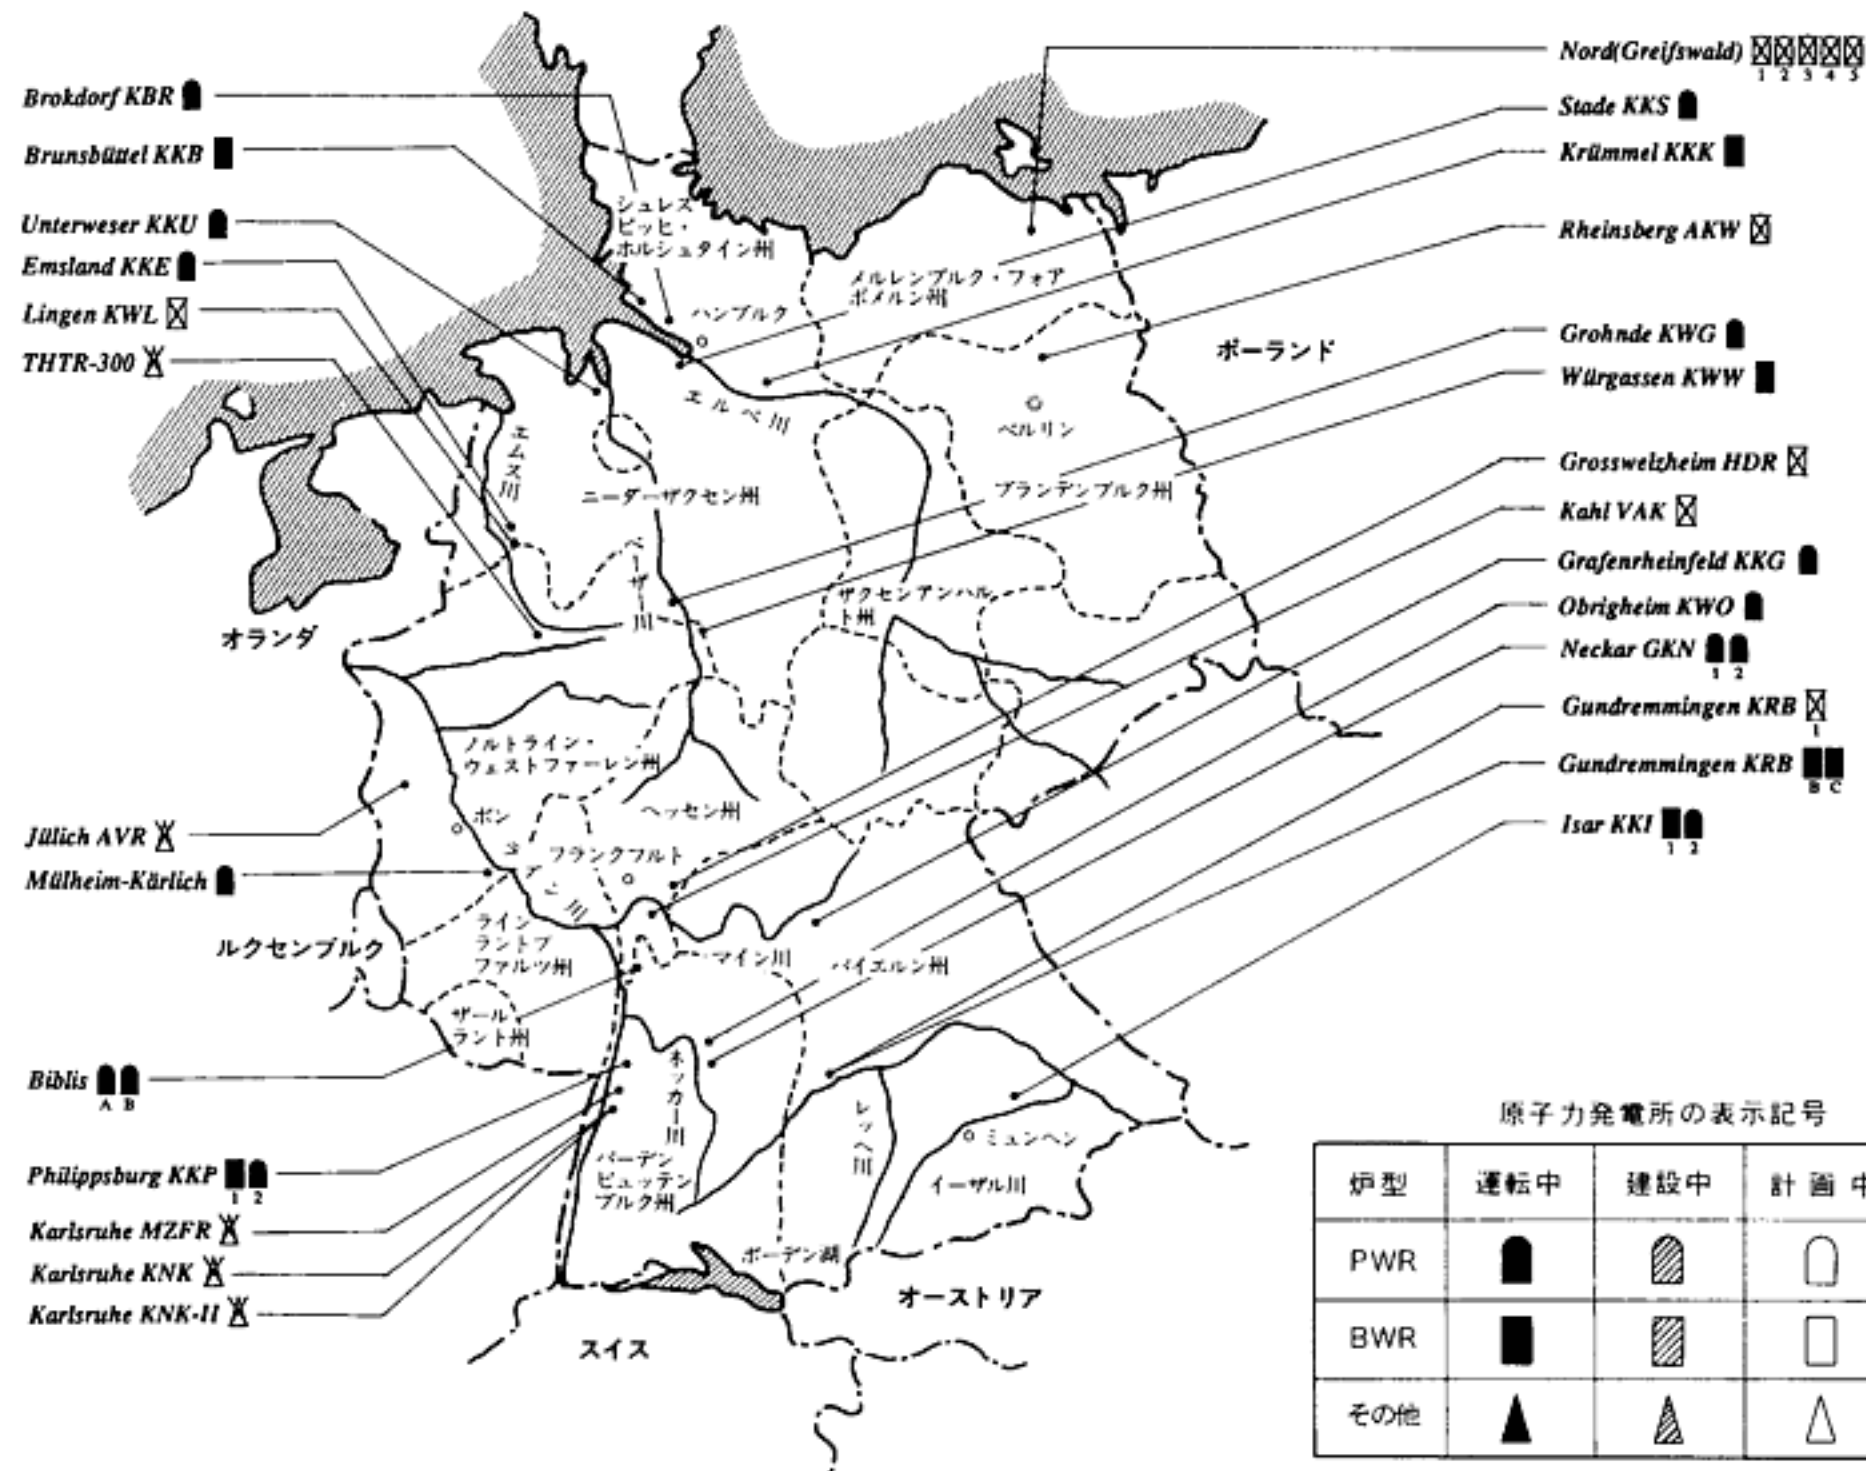 Brokdorf KBR
Brunsbüttel KKB
Unterweser KKU
Emsland KKE
Lingen KWL
THTR-300
Jülich AVR
Mülheim-Kärlich
Biblis
A B
Philippsburg KKP
1 2
Karlsruhe MZFR
Karlsruhe KNK
Karlsruhe KNK-II
Nord(Greifswald)
1 2 3 4 5
Stade KKS
Krümmel KKK
Rheinsberg AKW
Grohnde KWG
Würgassen KWW
Grosswelzheim HDR
Kahl VAK
Grafenrheinfeld KKG
Obrigheim KWO
Neckar GKN
1 2
Gundremmingen KRB
1
Gundremmingen KRB
B C
Isar KKI
1 2
シュレス
ビッヒ・
ホルシュタイン州
ハンブルク
メルレンブルク・フォア
ポメルン州
ポーランド
エルベ川
ベルリン
エムス川
ニーダーザクセン州
ブランデンブルク州
ベーザー川
ザクセンアンハル
ト州
オランダ
ノルトライン・
ウェストファーレン州
ヘッセン州
ボン
フランクフルト
ライン川
ライン
ラントプ
ファルツ州
ルクセンブルク
マイン川
バイエルン州
ザール
ラント州
ネッカー川
レッヘ川
ミュンヘン
イーザル川
バーデン
ビュッテン
ブルク州
ボーデン湖
オーストリア
スイス
原子力発電所の表示記号
炉型 運転中 建設中 計画中
PWR
BWR
その他